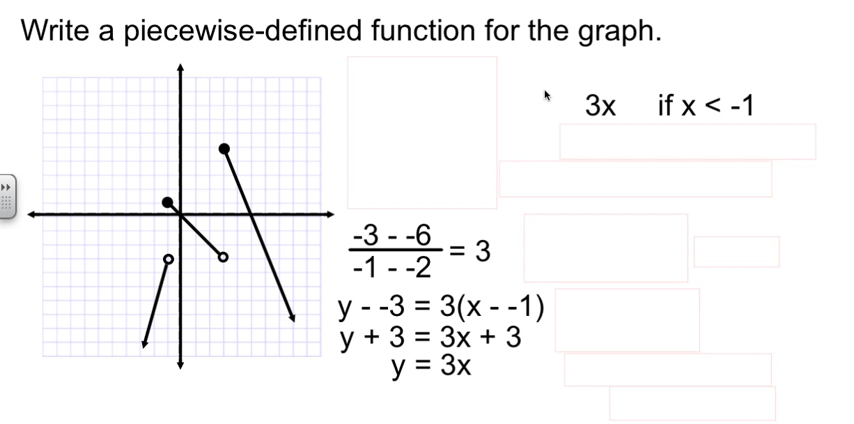 Write a piecewise-defined function for the graph.
3x if x < -1
-3 - -6
-1 - -2
= 3
y - -3 = 3(x - -1)
y + 3 = 3x + 3
y = 3x